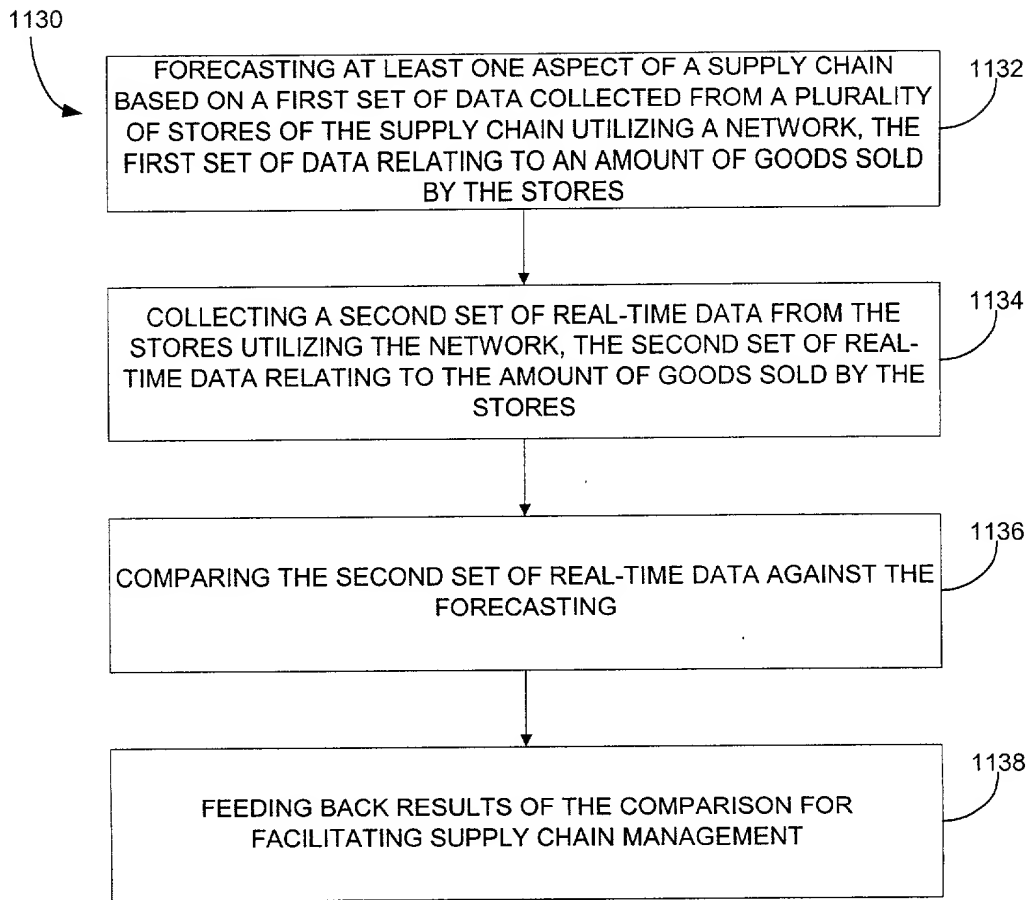 1130
FORECASTING AT LEAST ONE ASPECT OF A SUPPLY CHAIN
BASED ON A FIRST SET OF DATA COLLECTED FROM A PLURALITY
OF STORES OF THE SUPPLY CHAIN UTILIZING A NETWORK, THE
FIRST SET OF DATA RELATING TO AN AMOUNT OF GOODS SOLD
BY THE STORES
1132
COLLECTING A SECOND SET OF REAL-TIME DATA FROM THE
STORES UTILIZING THE NETWORK, THE SECOND SET OF REAL-
TIME DATA RELATING TO THE AMOUNT OF GOODS SOLD BY THE
STORES
1134
COMPARING THE SECOND SET OF REAL-TIME DATA AGAINST THE
FORECASTING
1136
FEEDING BACK RESULTS OF THE COMPARISON FOR
FACILITATING SUPPLY CHAIN MANAGEMENT
1138